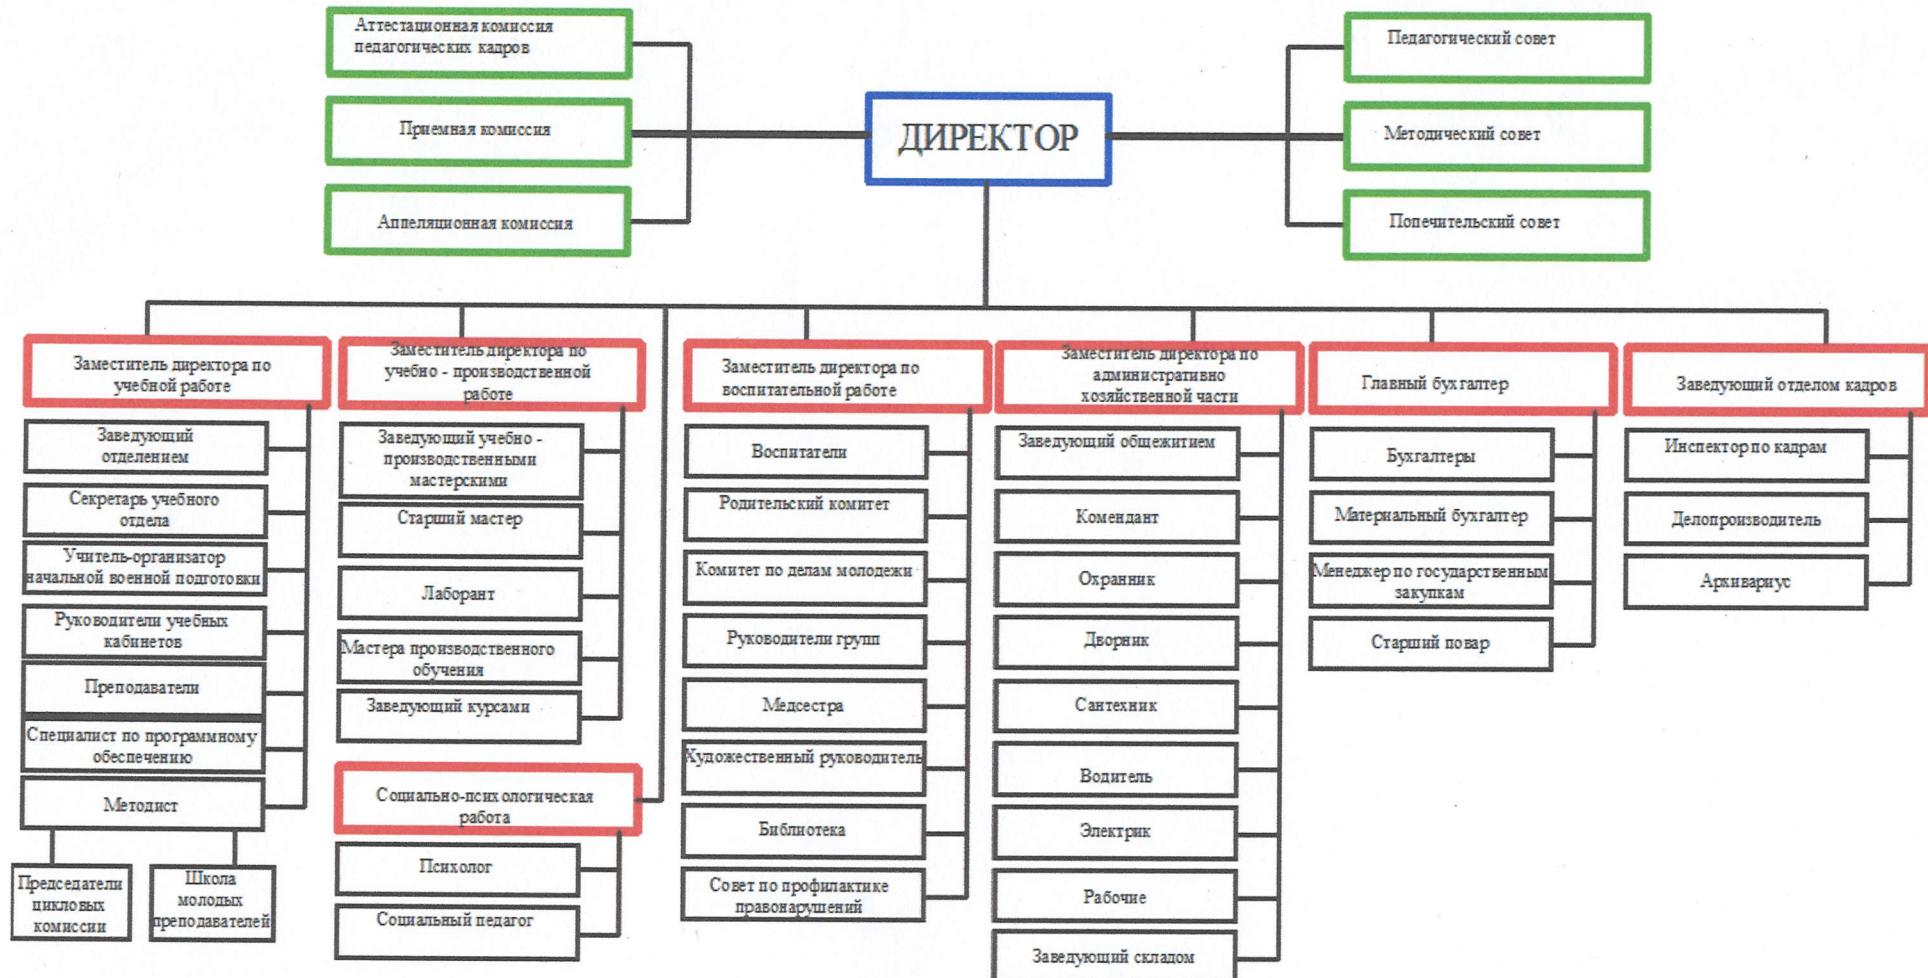 Аттестационная комиссия
педагогических кадров
Приемная комиссия
Аппеляционная комиссия
ДИРЕКТОР
Педагогический совет
Методический совет
Попечительский совет
Заместитель директора по
учебной работе
Заведующий
отделением
Секретарь учебного
отдела
Учитель-организатор
начальной военной подготовки
Руководители учебных
кабинетов
Преподаватели
Специалист по программному
обеспечению
Методист
Председатели
цикловых
комиссии
Школа
молодых
преподавателей
Заместитель директора по
учебно - производственной
работе
Заведующий учебно -
производственными
мастерскими
Старший мастер
Лаборант
Мастера производственного
обучения
Заведующий курсами
Социально-психологическая
работа
Психолог
Социальный педагог
Заместитель директора по
воспитательной работе
Воспитатели
Родительский комитет
Комитет по делам молодежи
Руководители групп
Медсестра
Художественный руководитель
Библиотека
Совет по профилактике
правонарушений
Заместитель директора по
административно
хозяйственной части
Заведующий общежитием
Комендант
Охранник
Дворник
Сантехник
Водитель
Электрик
Рабочие
Заведующий складом
Главный бухгалтер
Бухгалтеры
Материальный бухгалтер
Менеджер по государственным
закупкам
Старший повар
Заведующий отделом кадров
Инспектор по кадрам
Делопроизводитель
Архивариус